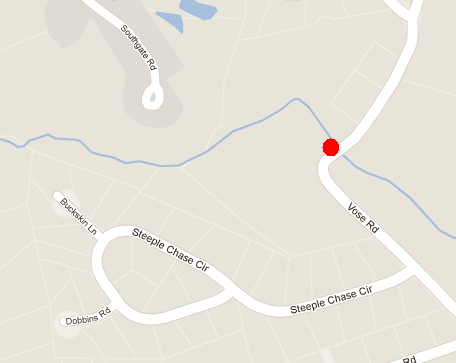 Southgate Rd
Buckskin Ln
Steeple Chase Cir
Vose Rd
Steeple Chase Cir
Dobbins Rd
Rd